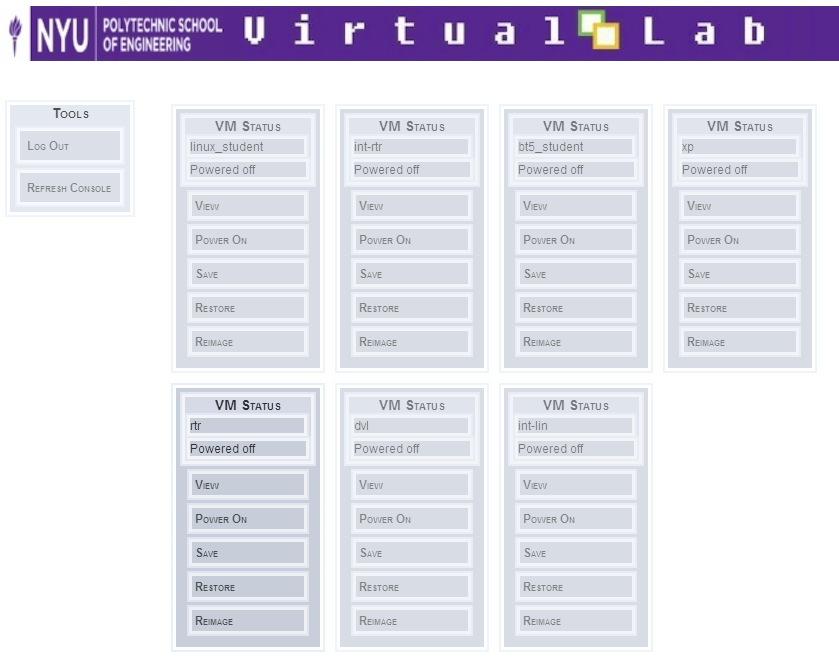 NYU POLYTECHNIC SCHOOL OF ENGINEERING Virtual Lab
Tools
Log Out
Refresh Console
VM Status
linux_student
Powered off
View
Power On
Save
Restore
Reimage
VM Status
int-rtr
Powered off
View
Power On
Save
Restore
Reimage
VM Status
bt5_student
Powered off
View
Power On
Save
Restore
Reimage
VM Status
xp
Powered off
View
Power On
Save
Restore
Reimage
VM Status
rtr
Powered off
View
Power On
Save
Restore
Reimage
VM Status
dvl
Powered off
View
Power On
Save
Restore
Reimage
VM Status
int-lin
Powered off
View
Power On
Save
Restore
Reimage